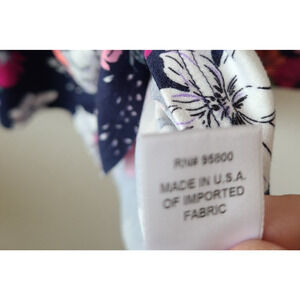 RN# 95800
MADE IN U.S.A.
OF IMPORTED
FABRIC